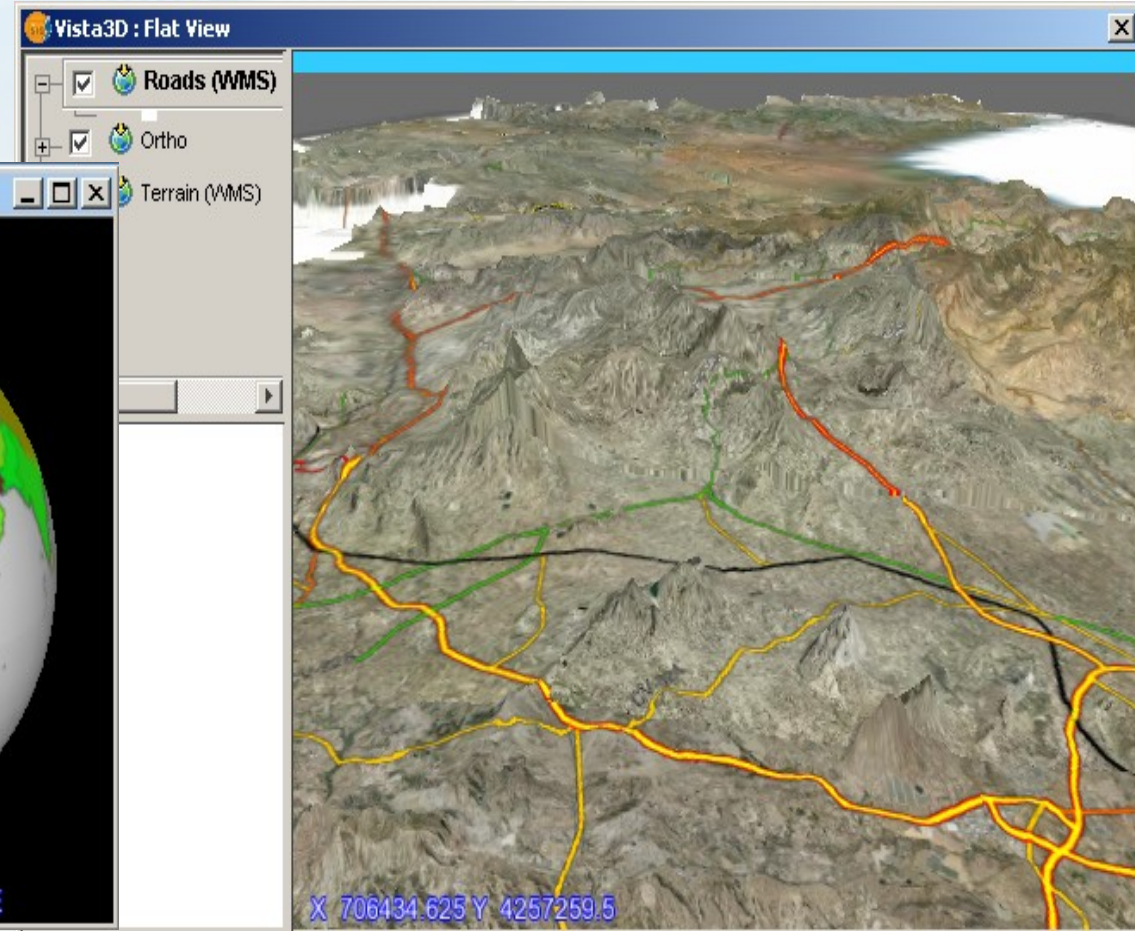 Vista3D : Flat View
Roads (WMS)
Ortho
Terrain (WMS)
X 706434.625 Y 4257259.5